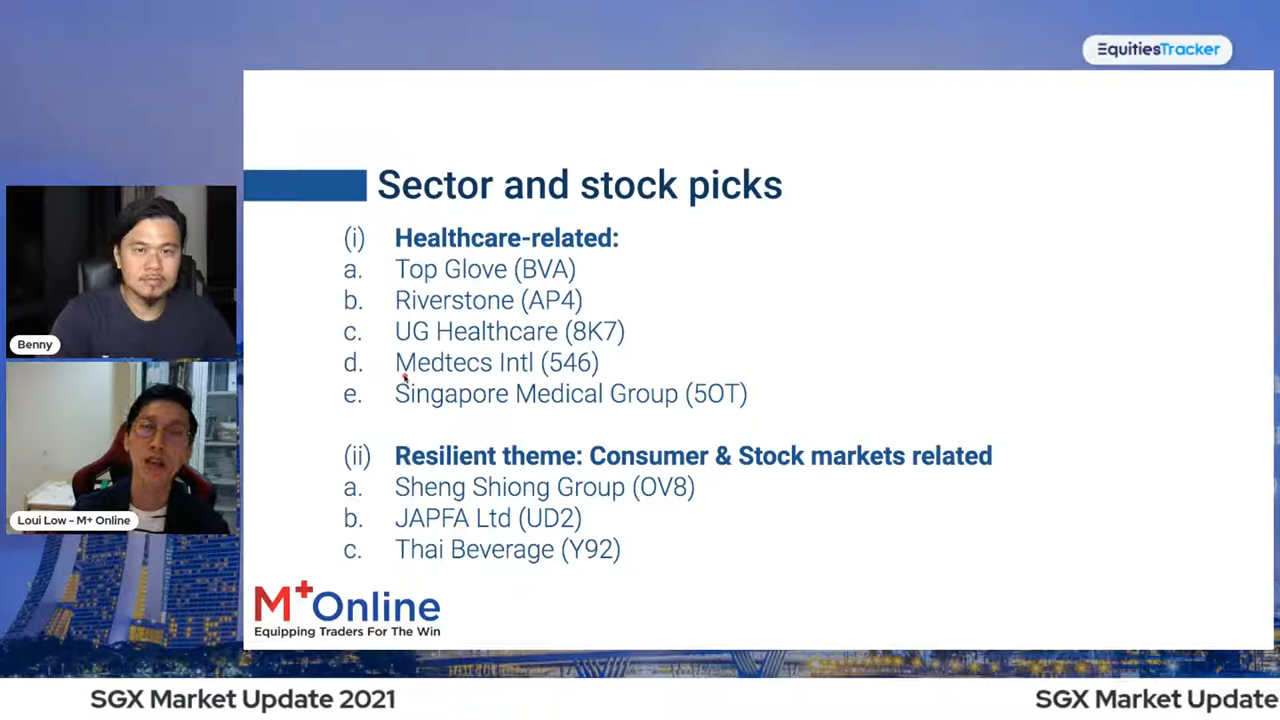 EquitiesTracker
Sector and stock picks
(i) Healthcare-related:
a. Top Glove (BVA)
b. Riverstone (AP4)
c. UG Healthcare (8K7)
d. Medtecs Intl (546)
e. Singapore Medical Group (5OT)
(ii) Resilient theme: Consumer & Stock markets related
a. Sheng Shiong Group (OV8)
b. JAPFA Ltd (UD2)
c. Thai Beverage (Y92)
Benny
Loui Low - M+ Online
M+Online
Equipping Traders For The Win
SGX Market Update 2021
SGX Market Update